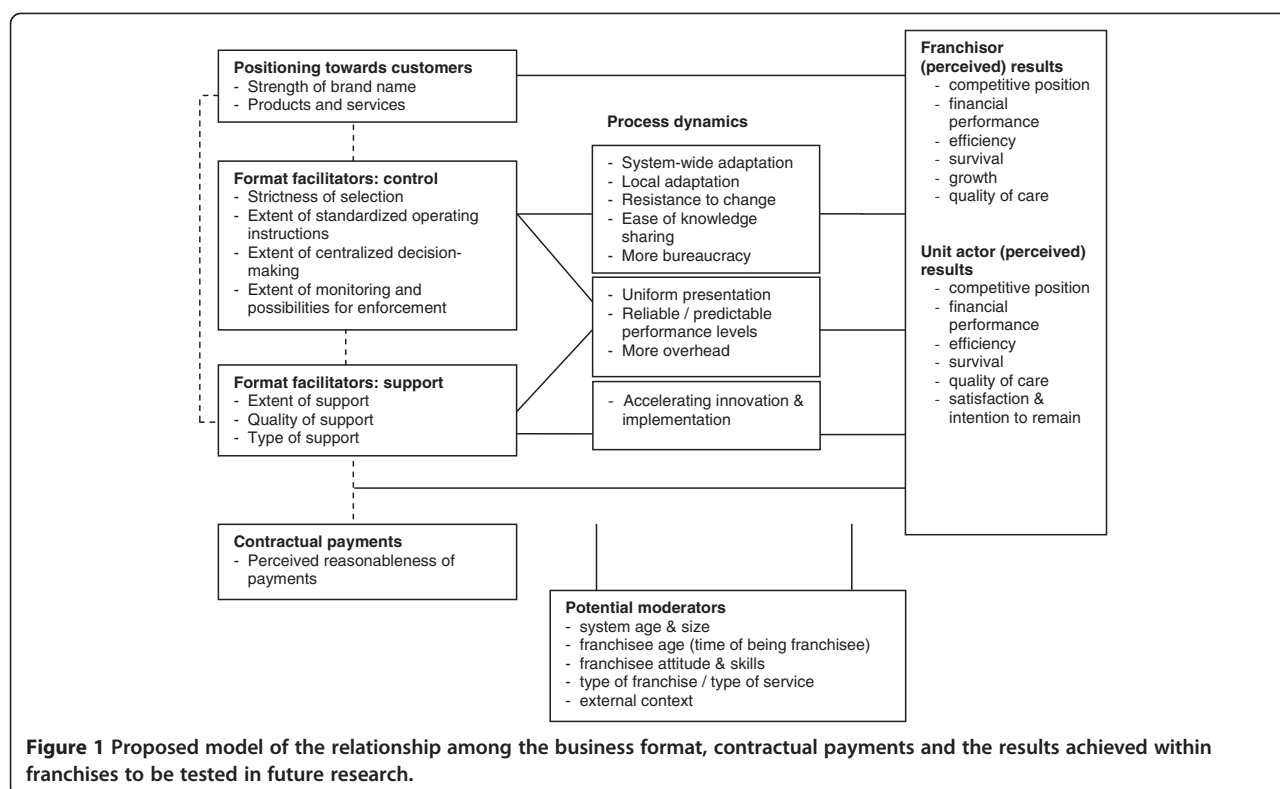 Positioning towards customers
- Strength of brand name
- Products and services
Format facilitators: control
- Strictness of selection
- Extent of standardized operating
instructions
- Extent of centralized decision-
making
- Extent of monitoring and
possibilities for enforcement
Format facilitators: support
- Extent of support
- Quality of support
- Type of support
Contractual payments
- Perceived reasonableness of
payments
Process dynamics
- System-wide adaptation
- Local adaptation
- Resistance to change
- Ease of knowledge
sharing
- More bureaucracy
- Uniform presentation
- Reliable / predictable
performance levels
- More overhead
- Accelerating innovation &
implementation
Potential moderators
- system age & size
- franchisee age (time of being franchisee)
- franchisee attitude & skills
- type of franchise / type of service
- external context
Franchisor
(perceived) results
- competitive position
- financial
performance
- efficiency
- survival
- growth
- quality of care
Unit actor (perceived)
results
- competitive position
- financial
performance
- efficiency
- survival
- quality of care
- satisfaction &
intention to remain
Figure 1 Proposed model of the relationship among the business format, contractual payments and the results achieved within
franchises to be tested in future research.